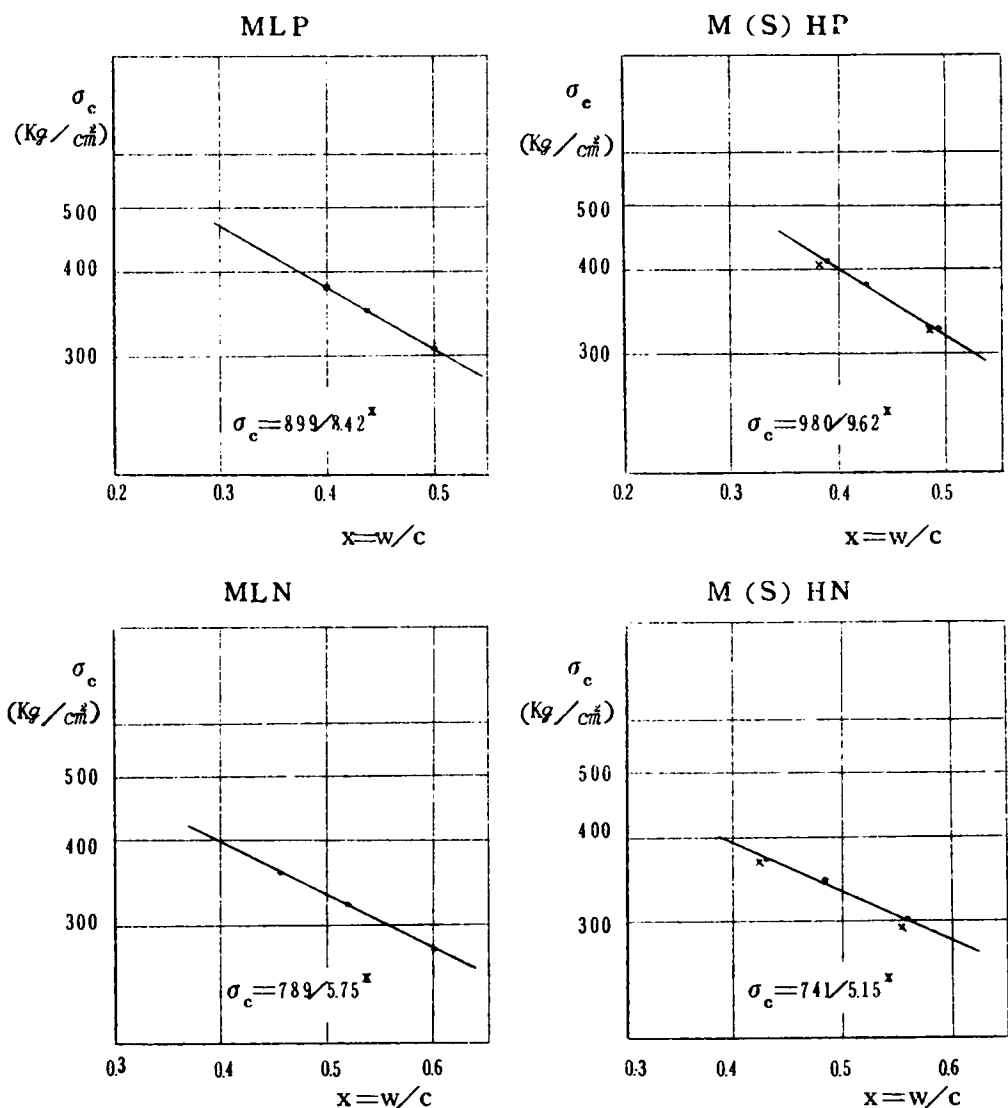 MLP
σc
(Kg/cm²)
500
400
300
σc=899/8.42^x
0.2 0.3 0.4 0.5
x=w/c
M(S)HP
σc
(Kg/cm²)
500
400
300
σc=980/9.62^x
0.2 0.3 0.4 0.5
x=w/c
MLN
σc
(Kg/cm²)
500
400
300
σc=789/5.75^x
0.3 0.4 0.5 0.6
x=w/c
M(S)HN
σc
(Kg/cm²)
500
400
300
σc=741/5.15^x
0.3 0.4 0.5 0.6
x=w/c